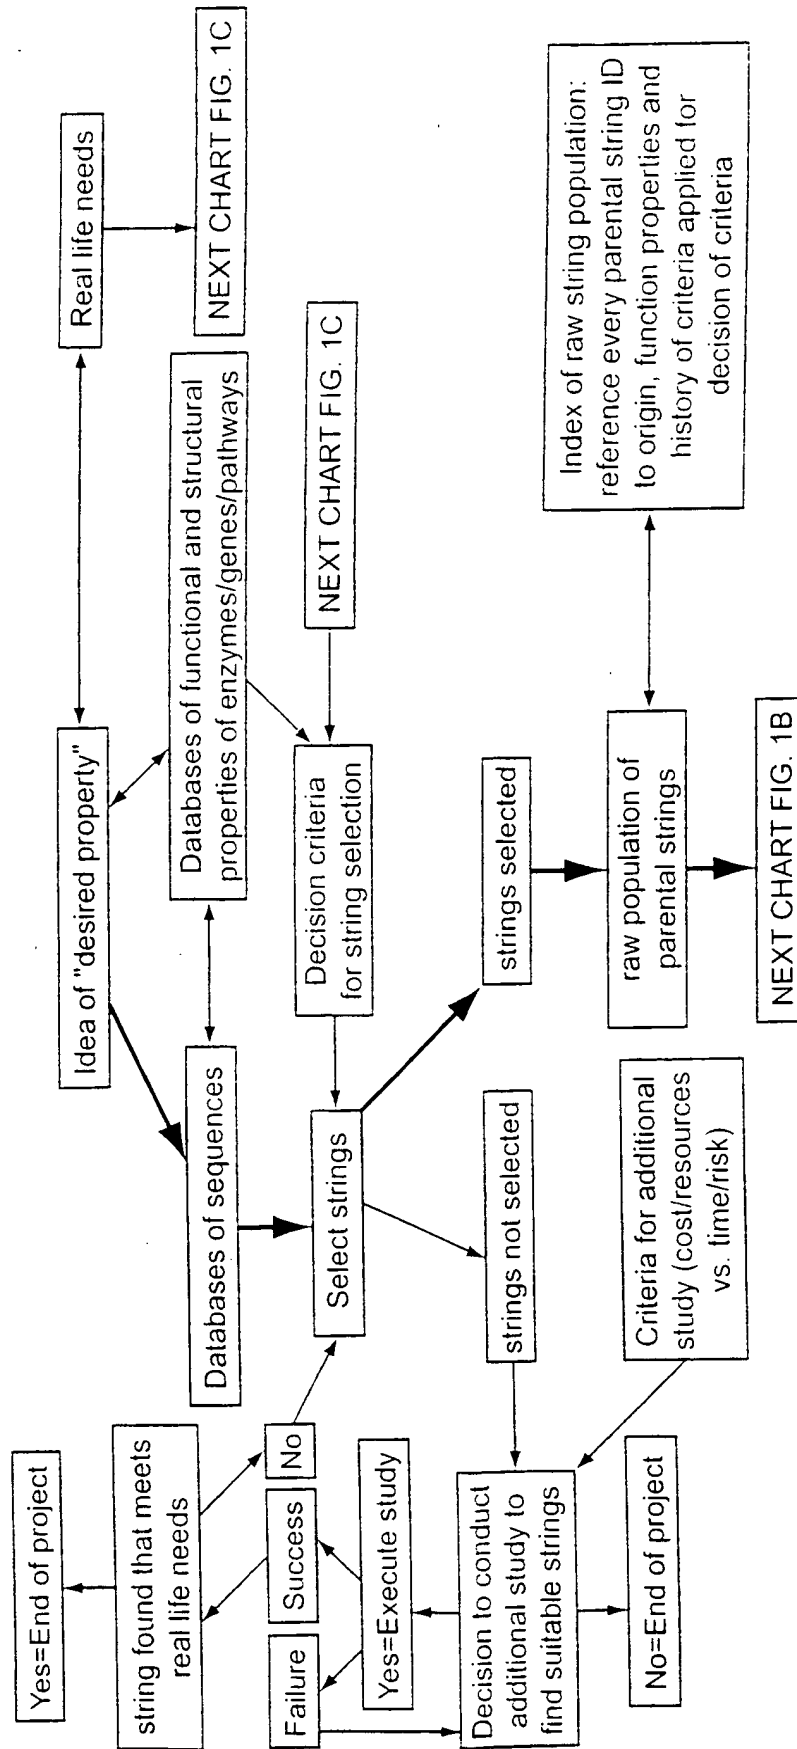 Yes=End of project
string found that meets
real life needs
Failure
Success
No
Yes=Execute study
Decision to conduct
additional study to
find suitable strings
No=End of project
Idea of "desired property"
Real life needs
NEXT CHART FIG. 1C
Databases of sequences
Databases of functional and structural
properties of enzymes/genes/pathways
Select strings
Decision criteria
for string selection
NEXT CHART FIG. 1C
strings not selected
strings selected
Criteria for additional
study (cost/resources
vs. time/risk)
raw population of
parental strings
Index of raw string population:
reference every parental string ID
to origin, function properties and
history of criteria applied for
decision of criteria
NEXT CHART FIG. 1B